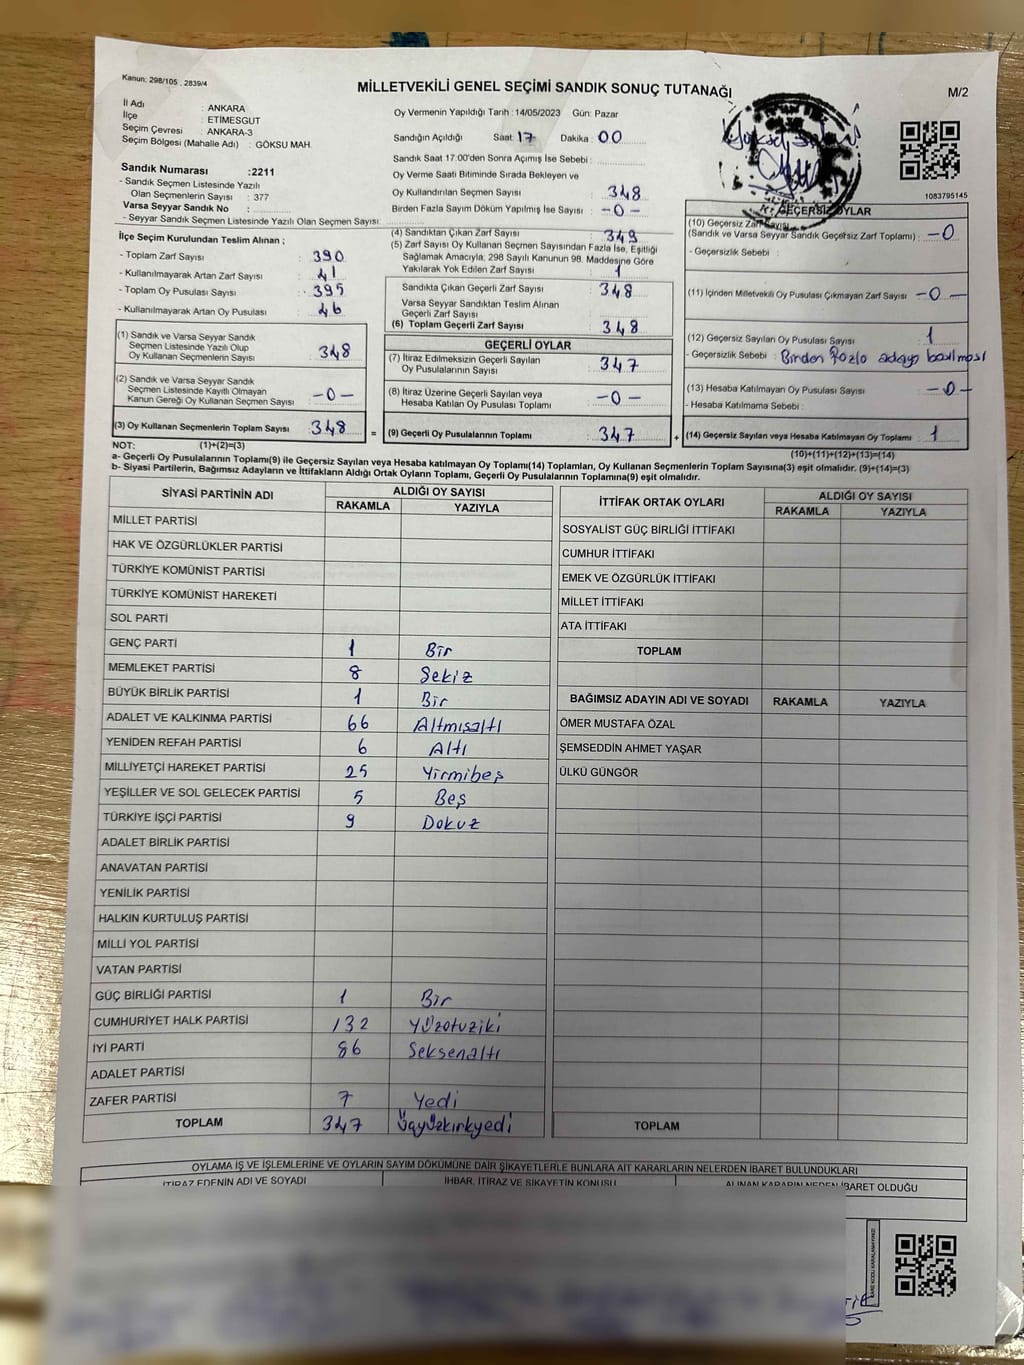 Kanun; 298/105 , 2839/4
MİLLETVEKİLİ GENEL SEÇİMİ SANDIK SONUÇ TUTANAĞI
M/2
İl Adı : ANKARA
İlçe : ETİMESGUT
Seçim Çevresi : ANKARA-3
Seçim Bölgesi (Mahalle Adı) : GÖKSU MAH.
Sandık Numarası :2211
- Sandık Seçmen Listesinde Yazılı
Olan Seçmenlerin Sayısı : 377
Varsa Seyyar Sandık No :
- Seyyar Sandık Seçmen Listesinde Yazılı Olan Seçmen Sayısı:
Oy Vermenin Yapıldığı Tarih : 14/05/2023 Gün: Pazar
Sandığın Açıldığı Saat: 17 Dakika : 00
Sandık Saat 17:00'den Sonra Açımış İse Sebebi :
Oy Verme Saati Bitiminde Sırada Bekleyen ve
Oy Kullandırılan Seçmen Sayısı : 348
Birden Fazla Sayım Döküm Yapılmış İse Sayısı : -0-
1083795145
İlçe Seçim Kurulundan Teslim Alınan ;
- Toplam Zarf Sayısı : 390
- Kullanılmayarak Artan Zarf Sayısı : 41
- Toplam Oy Pusulası Sayısı : 395
- Kullanılmayarak Artan Oy Pusulası : 46
(1) Sandık ve Varsa Seyyar Sandık
Seçmen Listesinde Yazılı Olup
Oy Kullanan Seçmenlerin Sayısı : 348
(2) Sandık ve Varsa Seyyar Sandık
Seçmen Listesinde Kayıtlı Olmayan
Kanun Gereği Oy Kullanan Seçmen Sayısı : -0-
(3) Oy Kullanan Seçmenlerin Toplam Sayısı : 348
(4) Sandıktan Çıkan Zarf Sayısı : 349
(5) Zarf Sayısı Oy Kullanan Seçmen Sayısından Fazla İse, Eşitliği
Sağlamak Amacıyla; 298 Sayılı Kanunun 98. Maddesine Göre
Yakılarak Yok Edilen Zarf Sayısı : 1
Sandıkta Çıkan Geçerli Zarf Sayısı : 348
Varsa Seyyar Sandıktan Teslim Alınan
Geçerli Zarf Sayısı :
(6) Toplam Geçerli Zarf Sayısı : 348
GEÇERLİ OYLAR
(7) İtiraz Edilmeksizin Geçerli Sayılan
Oy Pusulalarının Sayısı : 347
(8) İtiraz Üzerine Geçerli Sayılan veya
Hesaba Katılan Oy Pusulası Toplamı : -0-
= (9) Geçerli Oy Pusulalarının Toplamı : 347
GEÇERSİZ OYLAR
(10) Geçersiz Zarf Sayısı
(Sandık ve Varsa Seyyar Sandık Geçersiz Zarf Toplamı) : -0
- Geçersizlik Sebebi :
(11) İçinden Milletvekili Oy Pusulası Çıkmayan Zarf Sayısı : -0-
(12) Geçersiz Sayılan Oy Pusulası Sayısı : 1
- Geçersizlik Sebebi : Birden fazla adaya basılması
(13) Hesaba Katılmayan Oy Pusulası Sayısı : -0-
- Hesaba Katılmama Sebebi :
+ (14) Geçersiz Sayılan veya Hesaba Katılmayan Oy Toplamı : 1
NOT: (1)+(2)=(3)
(10)+(11)+(12)+(13)=(14)
a- Geçerli Oy Pusulalarının Toplamı(9) ile Geçersiz Sayılan veya Hesaba katılmayan Oy Toplamı(14) Toplamları, Oy Kullanan Seçmenlerin Toplam Sayısına(3) eşit olmalıdır. (9)+(14)=(3)
b- Siyasi Partilerin, Bağımsız Adayların ve İttifakların Aldığı Ortak Oyların Toplamı, Geçerli Oy Pusulalarının Toplamına(9) eşit olmalıdır.
SİYASİ PARTİNİN ADI ALDIĞI OY SAYISI
RAKAMLA YAZIYLA
MİLLET PARTİSİ
HAK VE ÖZGÜRLÜKLER PARTİSİ
TÜRKİYE KOMÜNİST PARTİSİ
TÜRKİYE KOMÜNİST HAREKETİ
SOL PARTİ
GENÇ PARTİ 1 Bir
MEMLEKET PARTİSİ 8 Sekiz
BÜYÜK BİRLİK PARTİSİ 1 Bir
ADALET VE KALKINMA PARTİSİ 66 Altmışaltı
YENİDEN REFAH PARTİSİ 6 Altı
MİLLİYETÇİ HAREKET PARTİSİ 25 Yirmibeş
YEŞİLLER VE SOL GELECEK PARTİSİ 5 Beş
TÜRKİYE İŞÇİ PARTİSİ 9 Dokuz
ADALET BİRLİK PARTİSİ
ANAVATAN PARTİSİ
YENİLİK PARTİSİ
HALKIN KURTULUŞ PARTİSİ
MİLLİ YOL PARTİSİ
VATAN PARTİSİ
GÜÇ BİRLİĞİ PARTİSİ 1 Bir
CUMHURİYET HALK PARTİSİ 132 Yüzotuziki
İYİ PARTİ 86 Seksenaltı
ADALET PARTİSİ
ZAFER PARTİSİ 7 Yedi
TOPLAM 347 Üçyüzkırkyedi
İTTİFAK ORTAK OYLARI ALDIĞI OY SAYISI
RAKAMLA YAZIYLA
SOSYALİST GÜÇ BİRLİĞİ İTTİFAKI
CUMHUR İTTİFAKI
EMEK VE ÖZGÜRLÜK İTTİFAKI
MİLLET İTTİFAKI
ATA İTTİFAKI
TOPLAM
BAĞIMSIZ ADAYIN ADI VE SOYADI RAKAMLA YAZIYLA
ÖMER MUSTAFA ÖZAL
ŞEMSEDDİN AHMET YAŞAR
ÜLKÜ GÜNGÖR
TOPLAM
OYLAMA İŞ VE İŞLEMLERİNE VE OYLARIN SAYIM DÖKÜMÜNE DAİR ŞİKAYETLERLE BUNLARA AİT KARARLARIN NELERDEN İBARET BULUNDUKLARI
İTİRAZ EDENİN ADI VE SOYADI İHBAR, İTİRAZ VE ŞİKAYETİN KONUSU ALINAN KARARIN NEDEN İBARET OLDUĞU